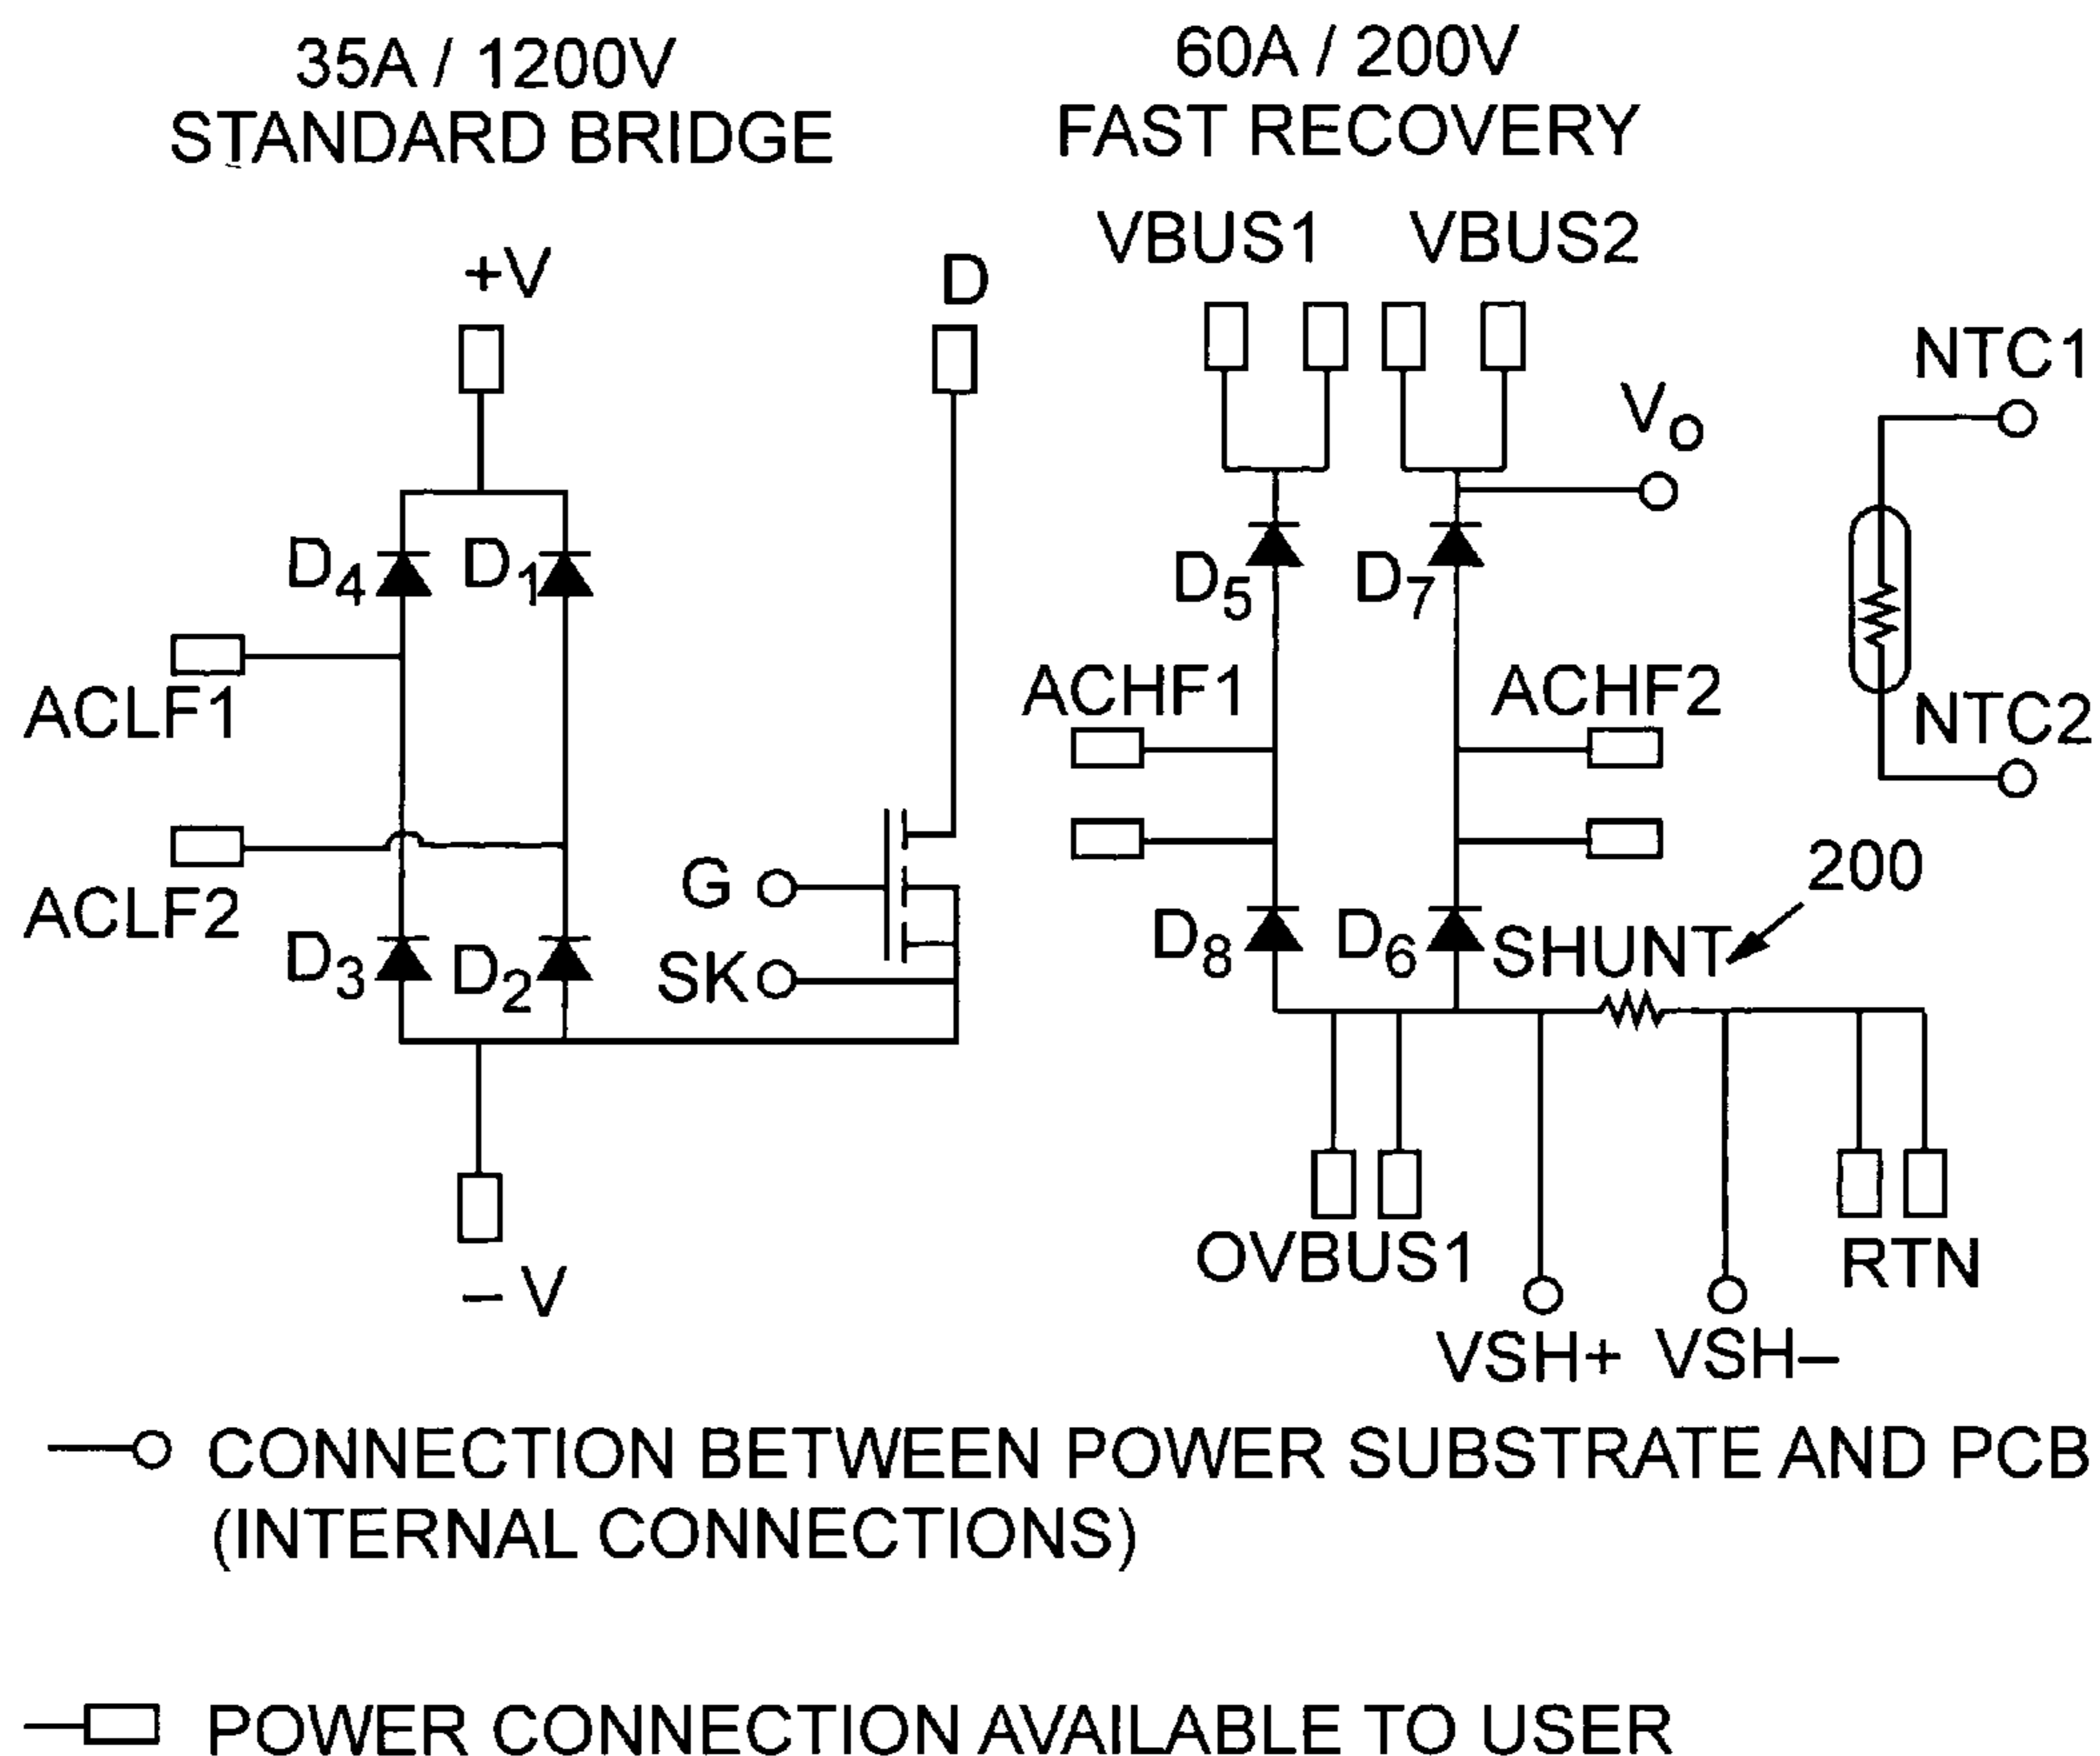 35A / 1200V
STANDARD BRIDGE
60A / 200V
FAST RECOVERY
VBUS1
VBUS2
+V
D
NTC1
VO
D4
D1
D5
D7
ACLF1
ACHF1
ACHF2
NTC2
ACLF2
G
200
D3
D2
SK
D8
D6
SHUNT
OVBUS1
RTN
– V
VSH+
VSH–
CONNECTION BETWEEN POWER SUBSTRATE AND PCB
(INTERNAL CONNECTIONS)
POWER CONNECTION AVAILABLE TO USER